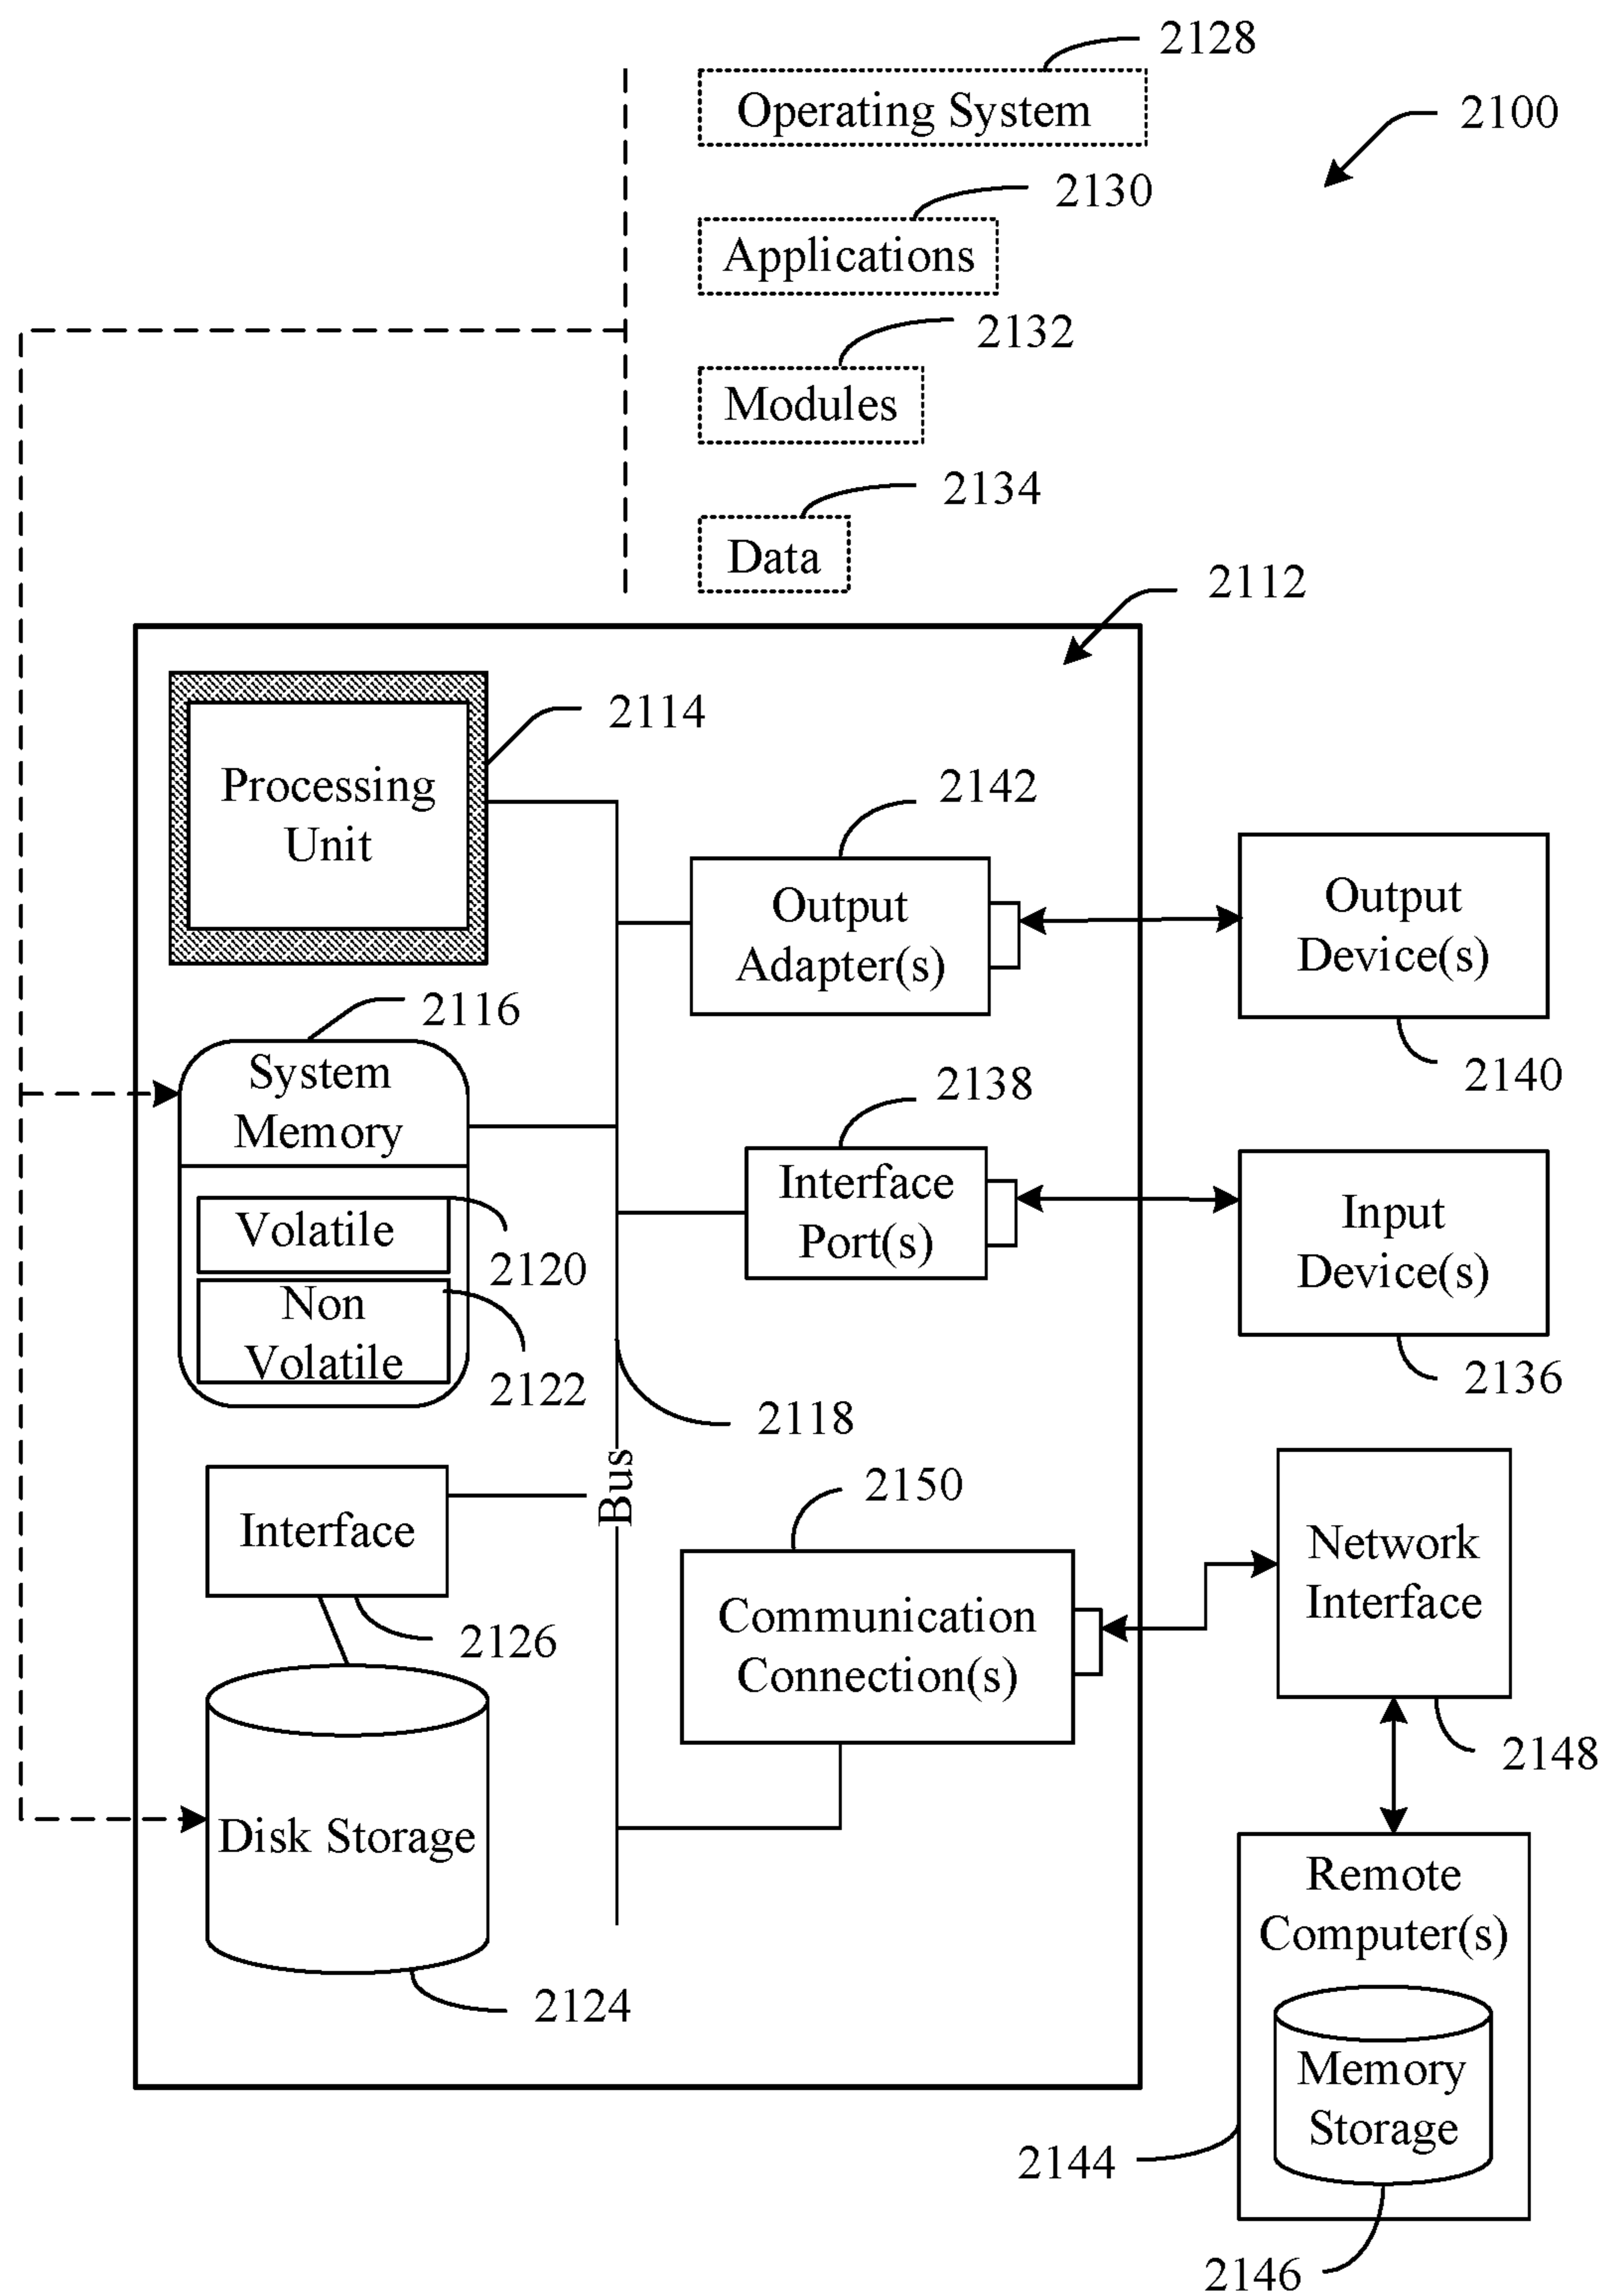 2128
Operating System
2100
2130
Applications
2132
Modules
2134
Data
2112
2114
Processing
Unit
2142
Output
Adapter(s)
Output
Device(s)
2140
2116
System
Memory
2138
Interface
Port(s)
Input
Device(s)
2136
Volatile
2120
Non
Volatile
2122
2118
Bus
2150
Interface
2126
Communication
Connection(s)
Network
Interface
2148
Disk Storage
2124
Remote
Computer(s)
Memory
Storage
2144
2146